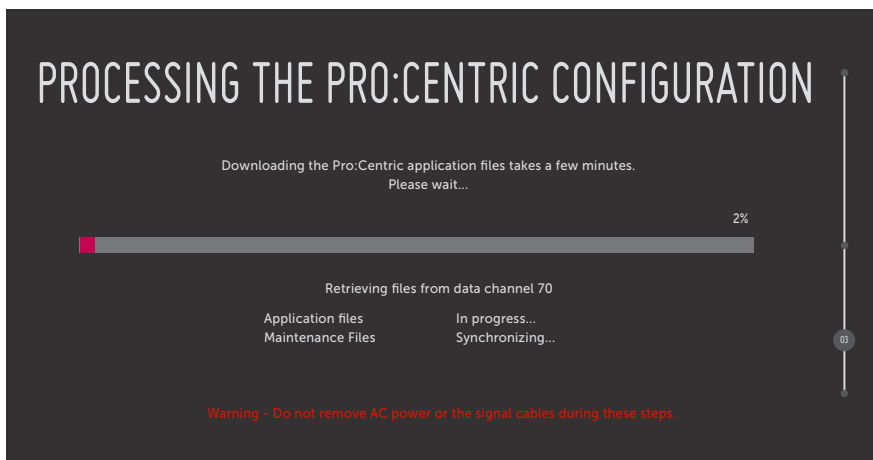 PROCESSING THE PRO:CENTRIC CONFIGURATION
Downloading the Pro:Centric application files takes a few minutes.
Please wait...
2%
Retrieving files from data channel 70
Application files In progress...
Maintenance Files Synchronizing...
03
Warning - Do not remove AC power or the signal cables during these steps.